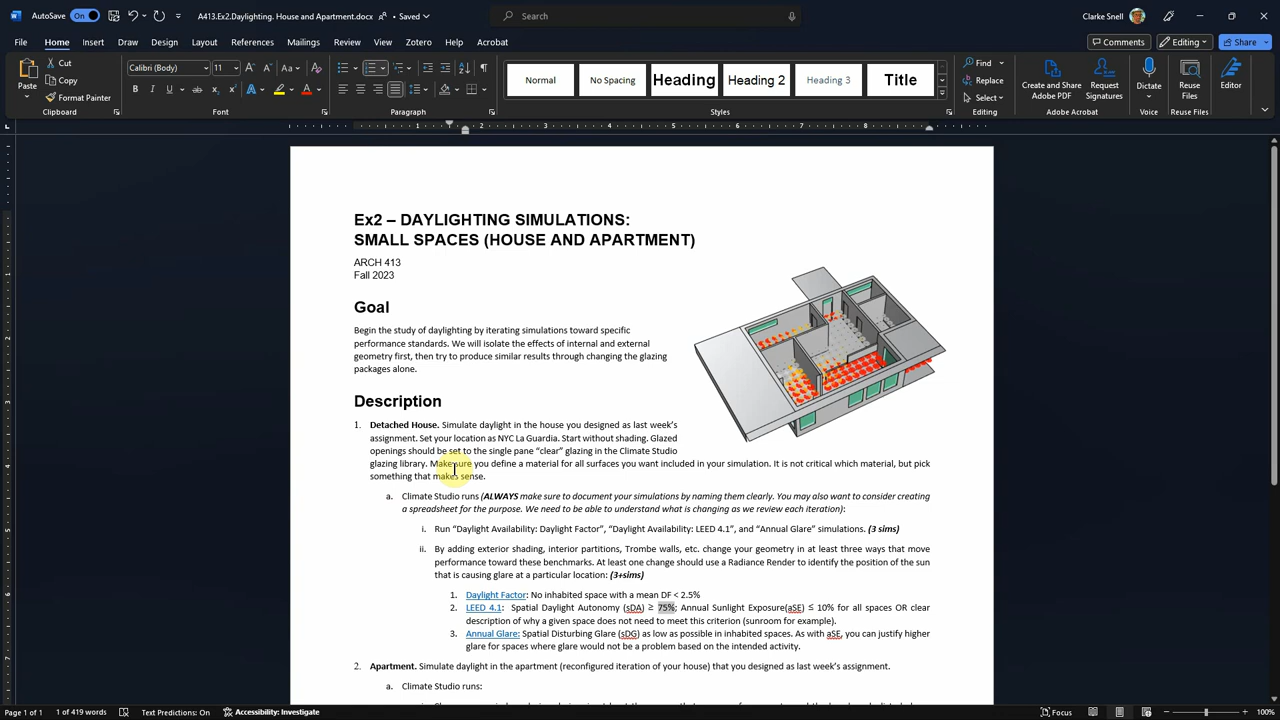 AutoSave
On
A413.Ex2.Daylighting. House and Apartment.docx
• Saved
Search
Clarke Snell
File
Home
Insert
Draw
Design
Layout
References
Mailings
Review
View
Zotero
Help
Acrobat
Comments
Editing
Share
Paste
Cut
Copy
Format Painter
Calibri (Body)
11
Normal
No Spacing
Heading
Heading 2
Heading 3
Title
Find
Replace
Select
Create and Share
Adobe PDF
Request
Signatures
Dictate
Reuse
Files
Editor
Clipboard
Font
Paragraph
Styles
Editing
Adobe Acrobat
Voice
Reuse Files
Editor
Ex2 – DAYLIGHTING SIMULATIONS:
SMALL SPACES (HOUSE AND APARTMENT)
ARCH 413
Fall 2023
Goal
Begin the study of daylighting by iterating simulations toward specific
performance standards. We will isolate the effects of internal and external
geometry first, then try to produce similar results through changing the glazing
packages alone.
Description
1. Detached House. Simulate daylight in the house you designed as last week's
assignment. Set your location as NYC La Guardia. Start without shading. Glazed
openings should be set to the single pane “clear” glazing in the Climate Studio
glazing library. Make sure you define a material for all surfaces you want included in your simulation. It is not critical which material, but pick
something that makes sense.
a. Climate Studio runs (ALWAYS make sure to document your simulations by naming them clearly. You may also want to consider creating
a spreadsheet for the purpose. We need to be able to understand what is changing as we review each iteration):
i. Run “Daylight Availability: Daylight Factor”, “Daylight Availability: LEED 4.1”, and “Annual Glare” simulations. (3 sims)
ii. By adding exterior shading, interior partitions, Trombe walls, etc. change your geometry in at least three ways that move
performance toward these benchmarks. At least one change should use a Radiance Render to identify the position of the sun
that is causing glare at a particular location: (3+sims)
1. Daylight Factor: No inhabited space with a mean DF < 2.5%
2. LEED 4.1: Spatial Daylight Autonomy (sDA) ≥ 75%; Annual Sunlight Exposure(aSE) ≤ 10% for all spaces OR clear
description of why a given space does not need to meet this criterion (sunroom for example).
3. Annual Glare: Spatial Disturbing Glare (sDG) as low as possible in inhabited spaces. As with aSE, you can justify higher
glare for spaces where glare would not be a problem based on the intended activity.
2. Apartment. Simulate daylight in the apartment (reconfigured iteration of your house) that you designed as last week's assignment.
a. Climate Studio runs:
Page 1 of 1
1 of 419 words
Text Predictions: On
Accessibility: Investigate
Focus
100%